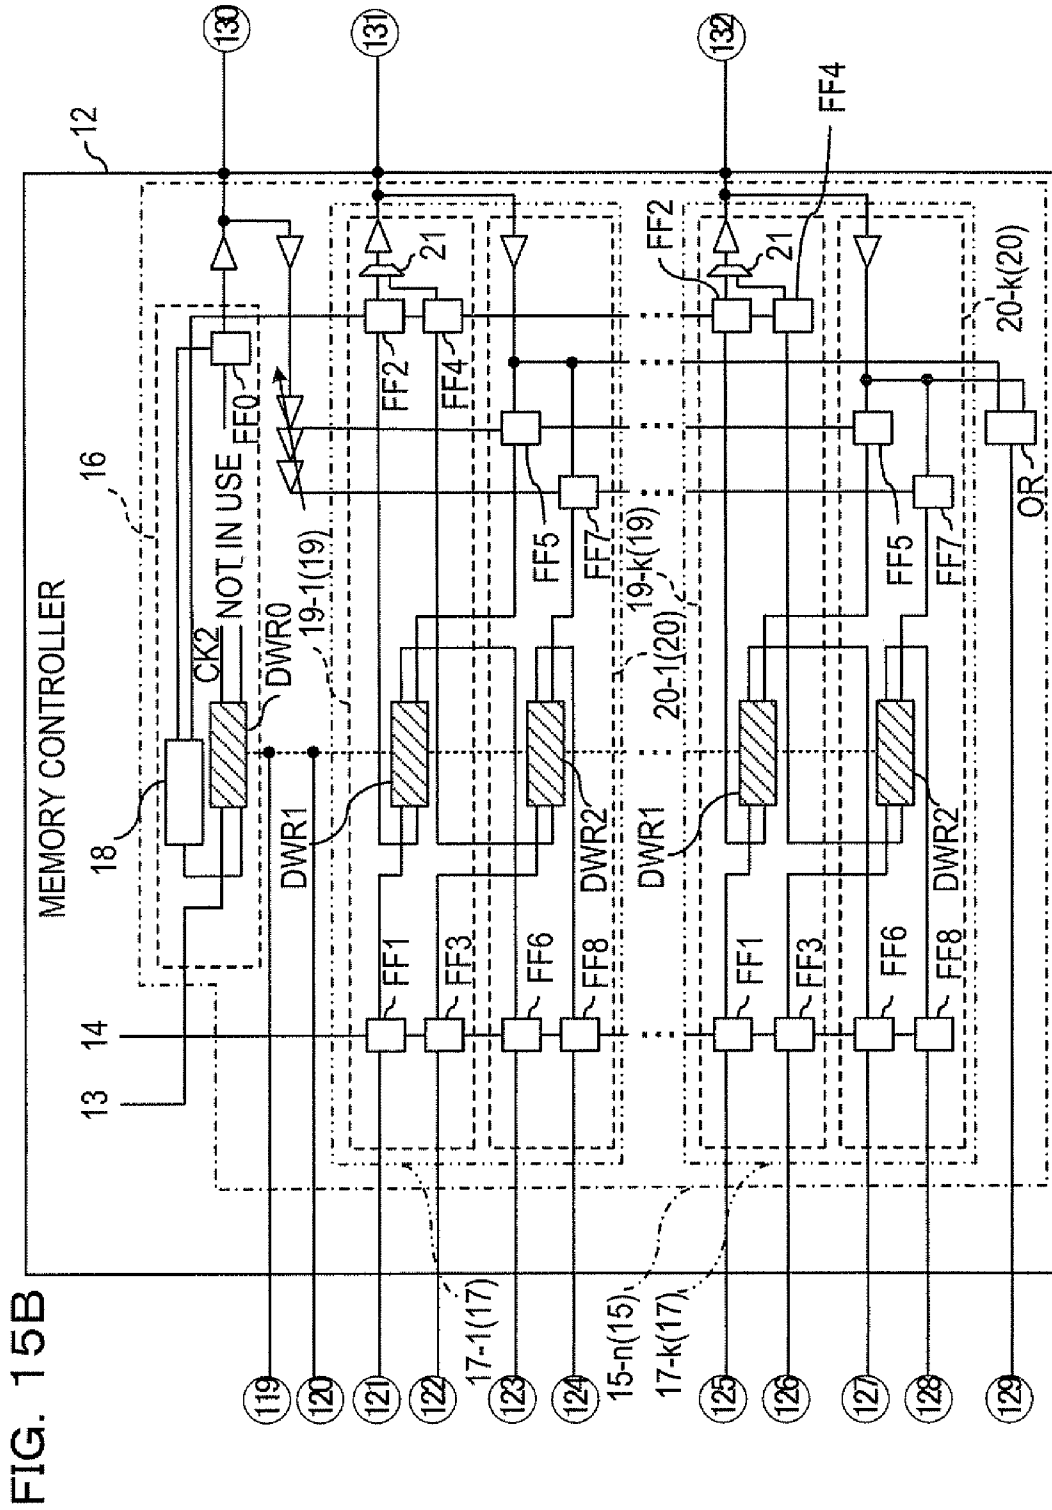 FIG. 15B
MEMORY CONTROLLER
12
13
14
16
18
CK2
NOT IN USE
DWR0
FF0
130
131
132
119
120
121
122
123
124
125
126
127
128
129
DWR1
19-1(19)
FF1
FF2
21
FF3
FF4
FF5
FF6
FF7
FF8
DWR2
20-1(20)
17-1(17)
19-k(19)
DWR1
FF1
FF2
21
FF3
FF4
FF5
FF6
FF7
FF8
DWR2
20-k(20)
15-n(15)
17-k(17)
OR